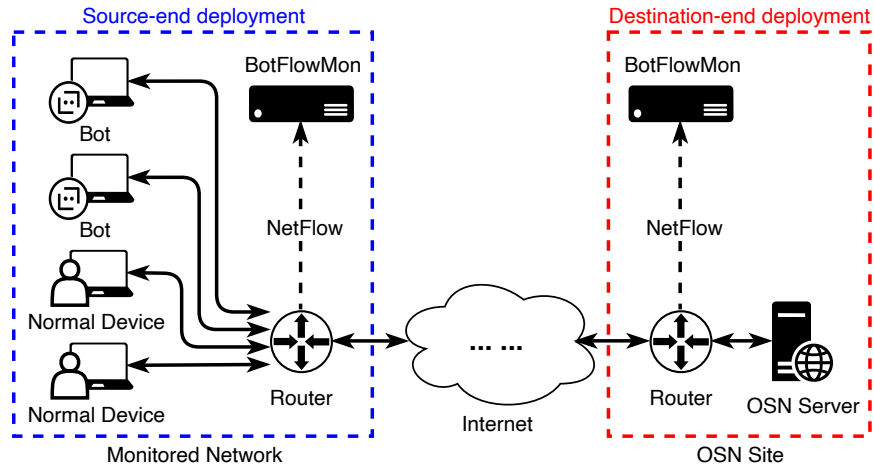 Source-end deployment
Destination-end deployment
BotFlowMon
BotFlowMon
Bot
Bot
NetFlow
NetFlow
Normal Device
... ...
Router
Router
OSN Server
Normal Device
Internet
Monitored Network
OSN Site